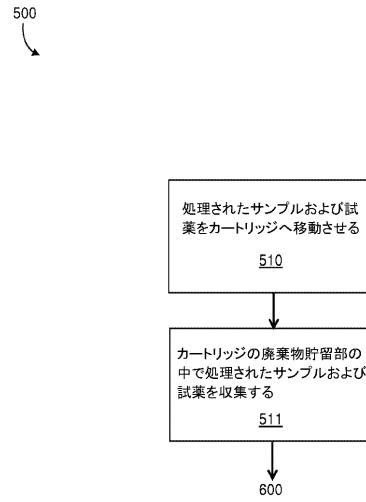 500
処理されたサンプルおよび試
薬をカートリッジへ移動させる
510
カートリッジの廃棄物貯留部の
中で処理されたサンプルおよび
試薬を収集する
511
600